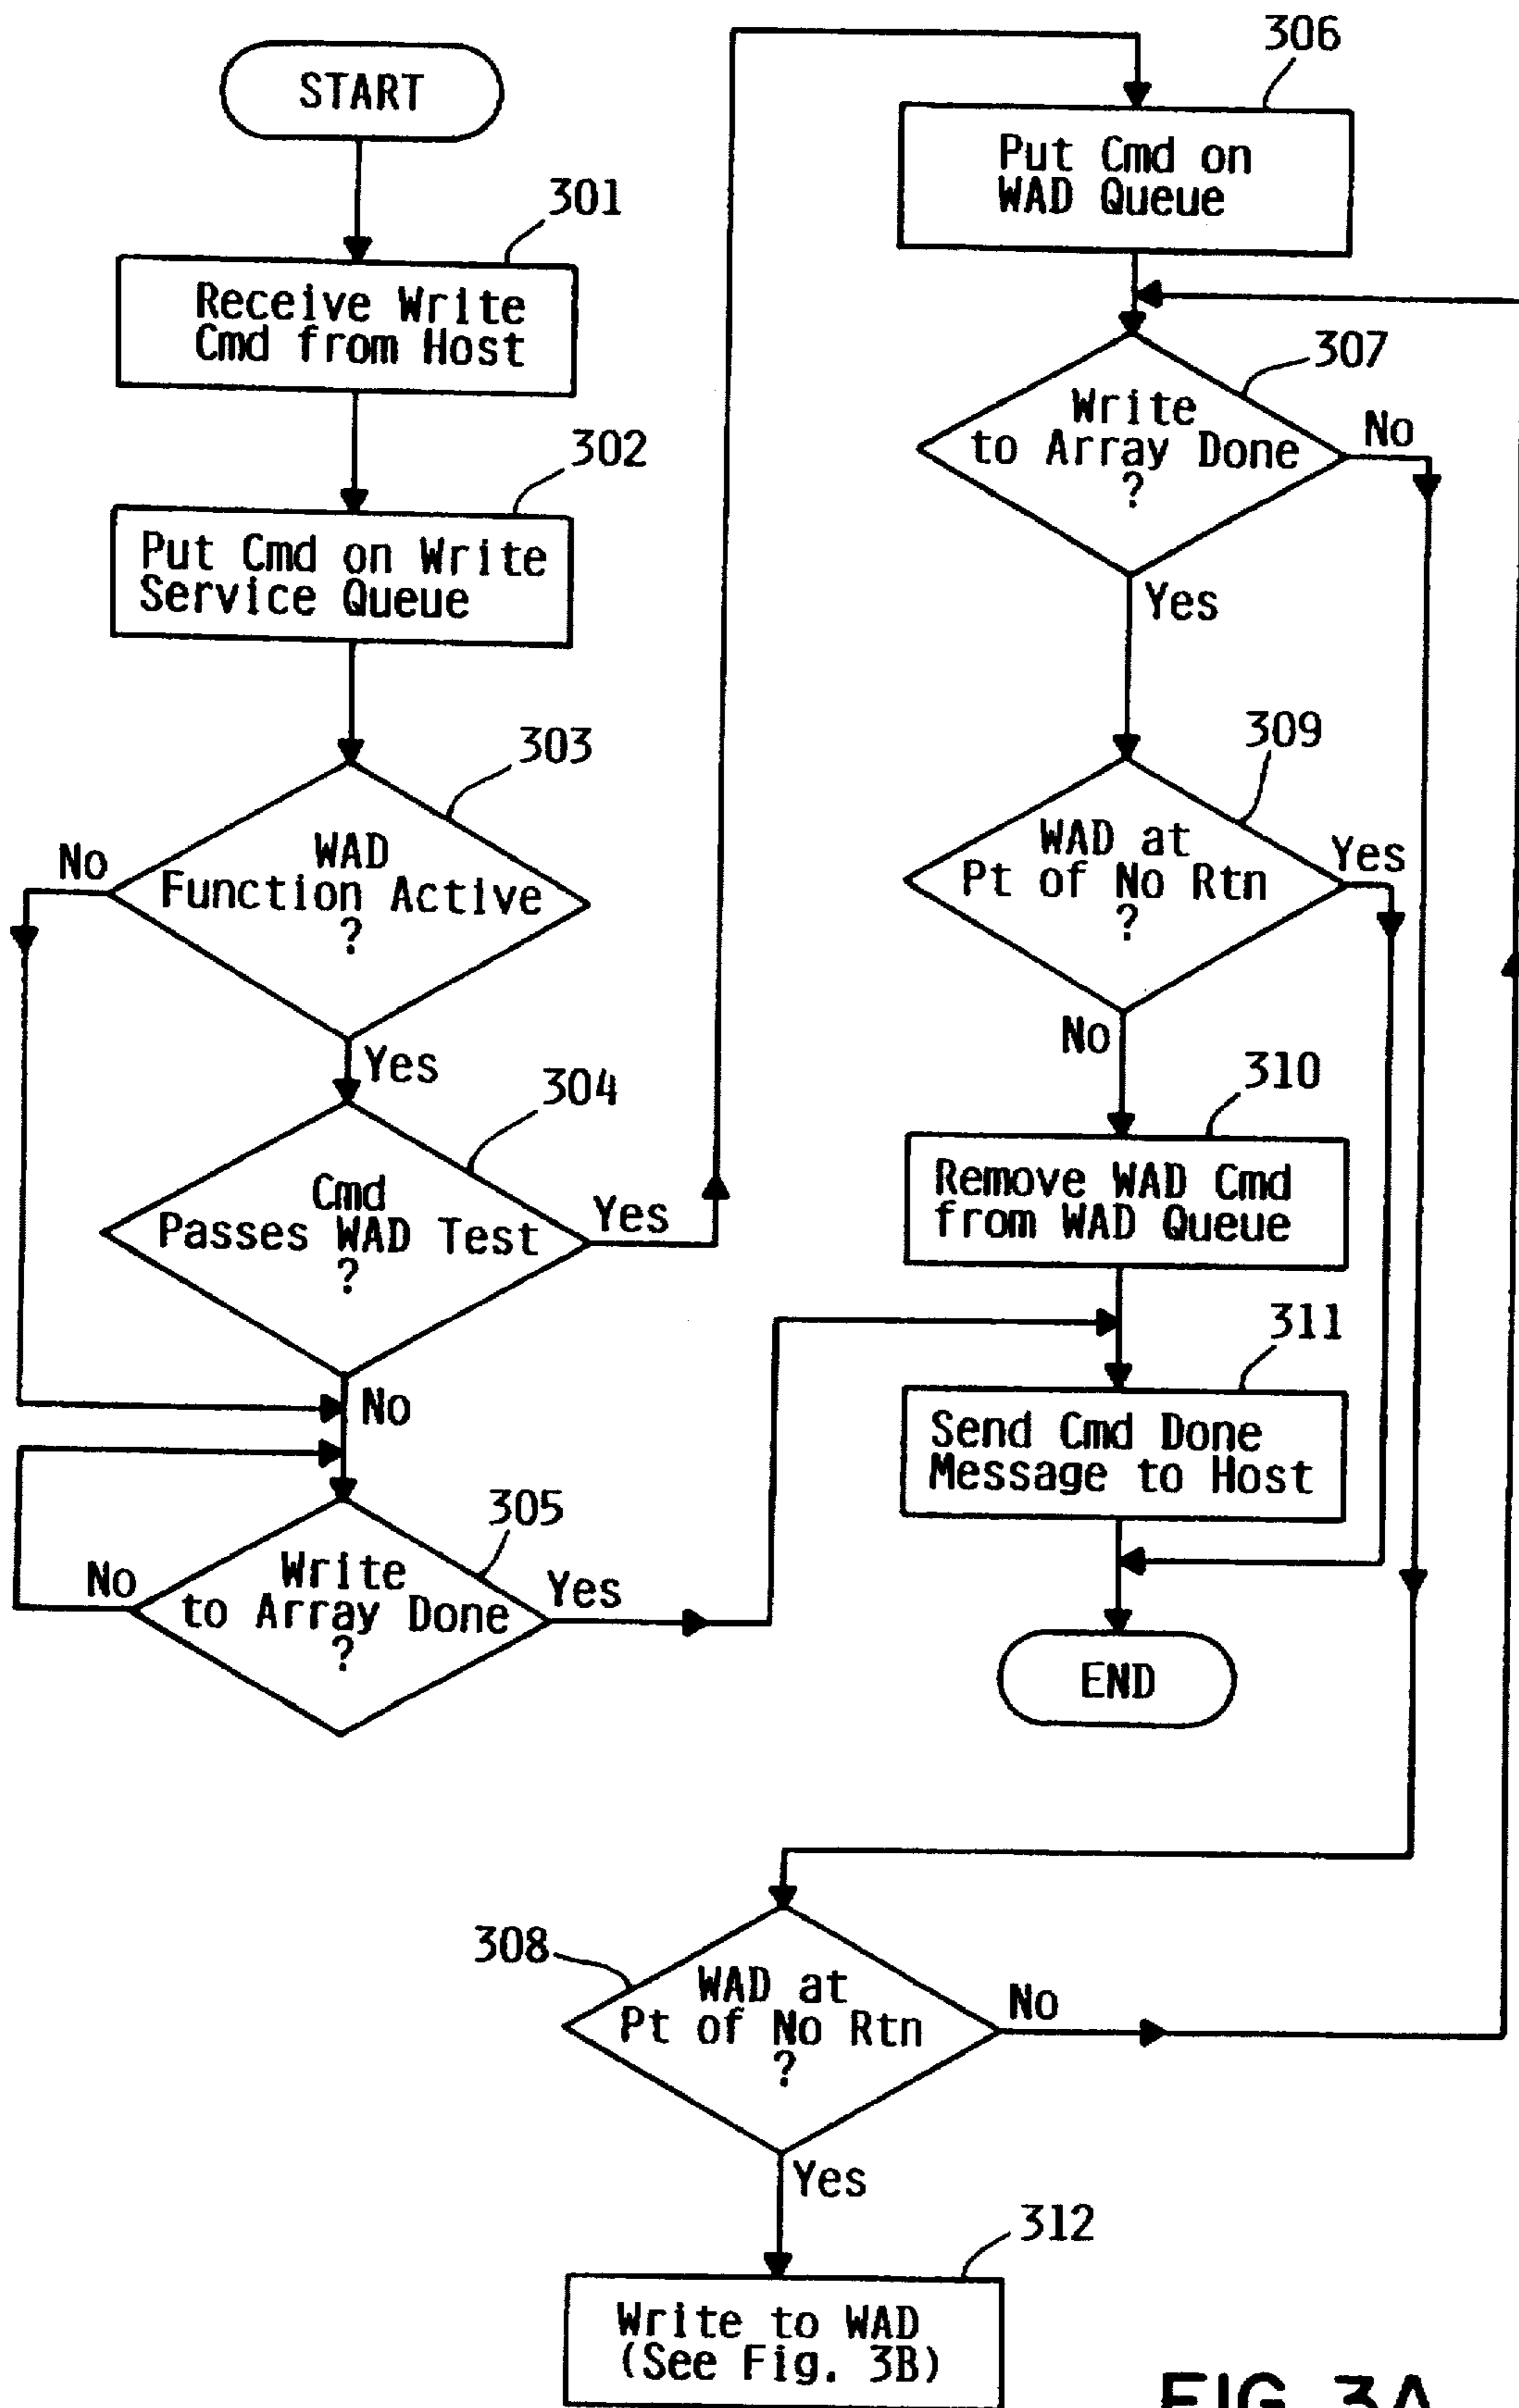 START
301
Receive Write
Cmd from Host
302
Put Cmd on Write
Service Queue
303
WAD
Function Active
?
No
Yes
304
Cmd
Passes WAD Test
?
Yes
No
305
Write
to Array Done
?
No
Yes
306
Put Cmd on
WAD Queue
307
Write
to Array Done
?
No
Yes
309
WAD at
Pt of No Rtn
?
Yes
No
310
Remove WAD Cmd
from WAD Queue
311
Send Cmd Done
Message to Host
END
308
WAD at
Pt of No Rtn
?
No
Yes
312
Write to WAD
(See Fig. 3B)
FIG. 3A